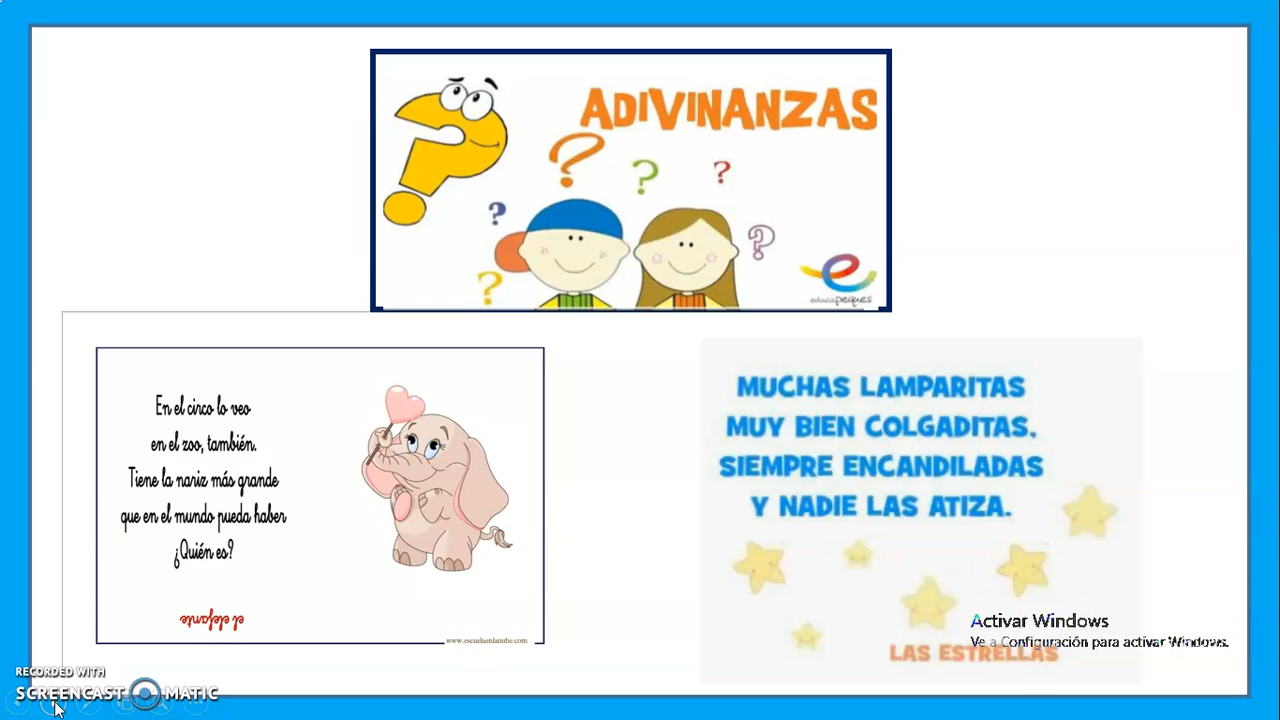 ADIVINANZAS
educapeques
En el circo lo veo
en el zoo, también.
Tiene la nariz más grande
que en el mundo pueda haber
¿Quién es?
el elefante
www.escuelaenlanube.com
MUCHAS LAMPARITAS
MUY BIEN COLGADITAS.
SIEMPRE ENCANDILADAS
Y NADIE LAS ATIZA.
LAS ESTRELLAS
Activar Windows
Ve a Configuración para activar Windows.
RECORDED WITH
SCREENCAST MATIC